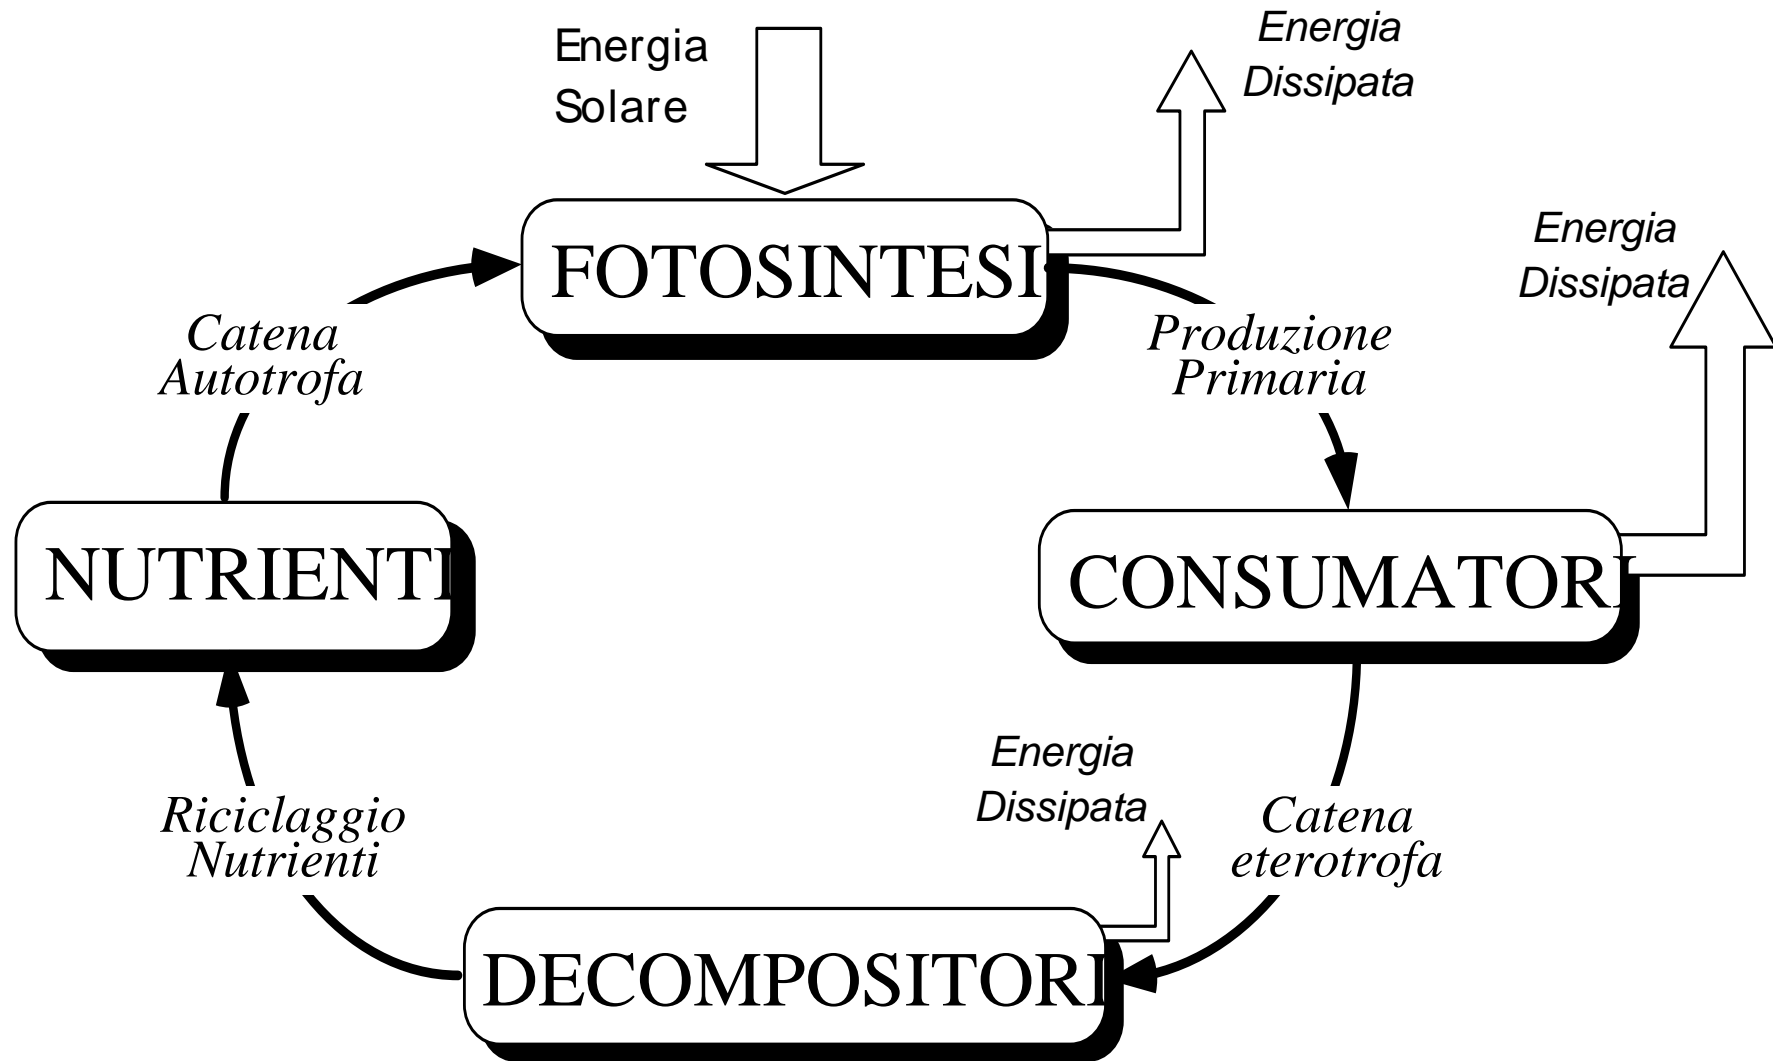 Energia
Solare
Energia
Dissipata
FOTOSINTESI
Energia
Dissipata
Catena
Autotrofa
Produzione
Primaria
NUTRIENTI
CONSUMATORI
Energia
Dissipata
Riciclaggio
Nutrienti
Catena
eterotrofa
DECOMPOSITORI